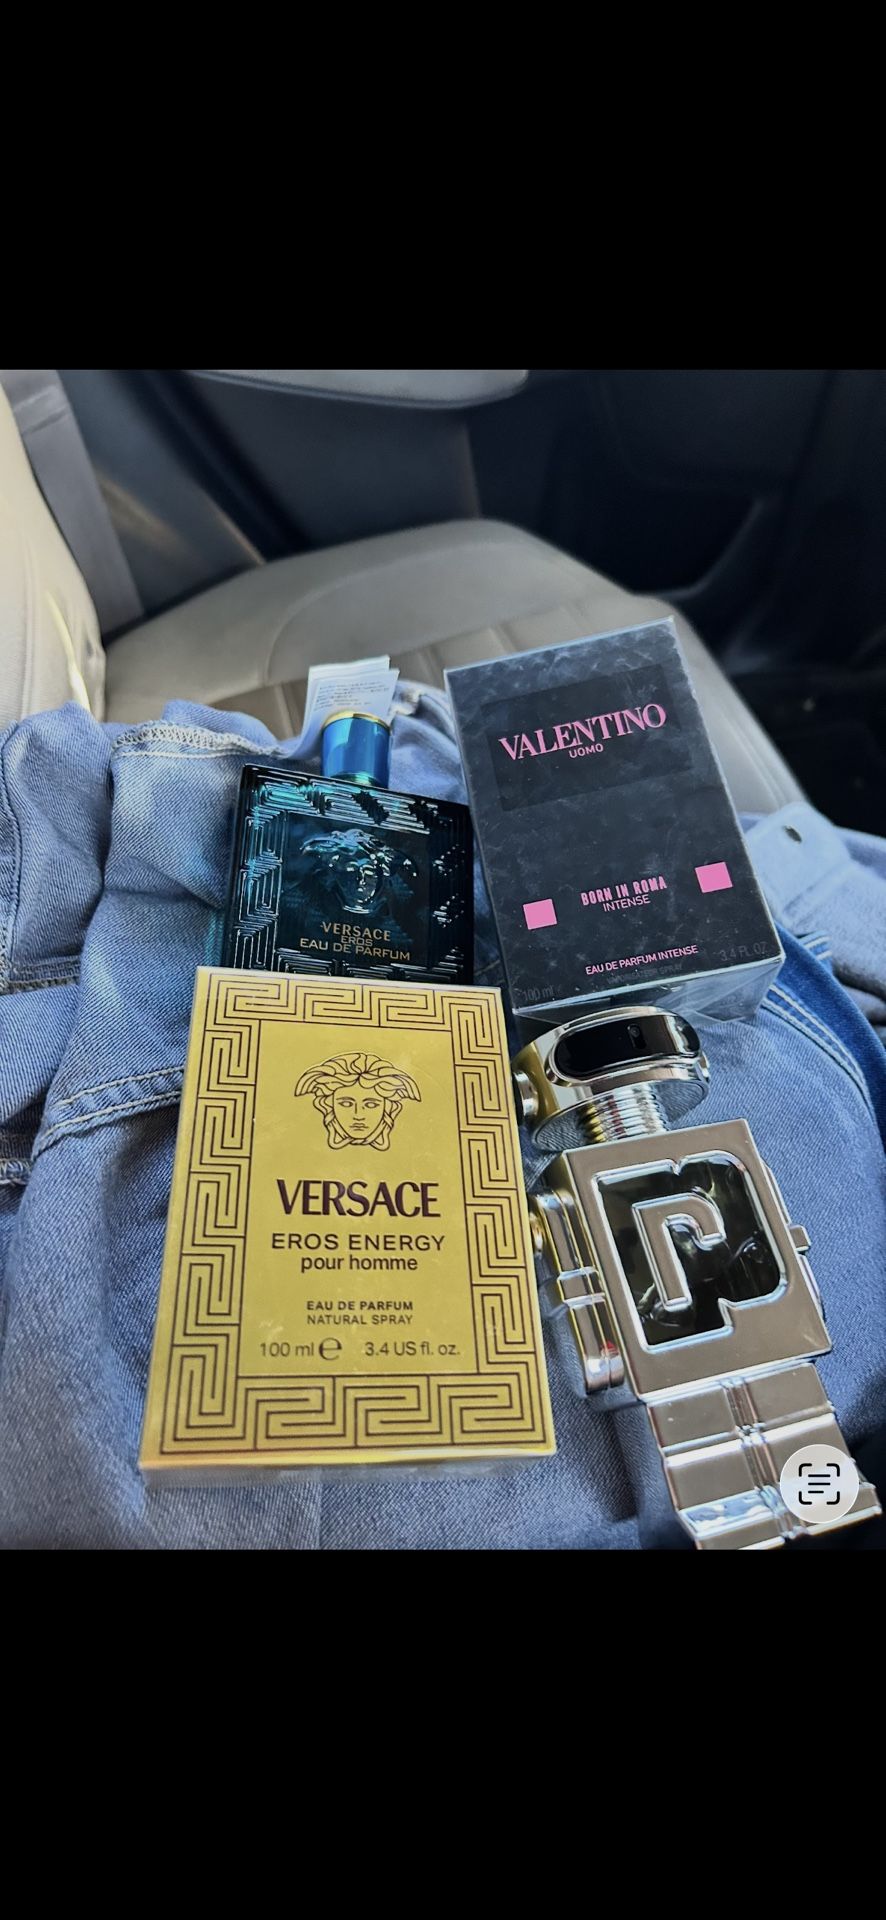 VERSACE
EROS
EAU DE PARFUM
VALENTINO
UOMO
BORN IN ROMA
INTENSE
EAU DE PARFUM INTENSE
VAPORISATEUR SPRAY
100 ml
3.4 FL.OZ
VERSACE
EROS ENERGY
pour homme
EAU DE PARFUM
NATURAL SPRAY
100 ml e 3.4 US fl. oz.